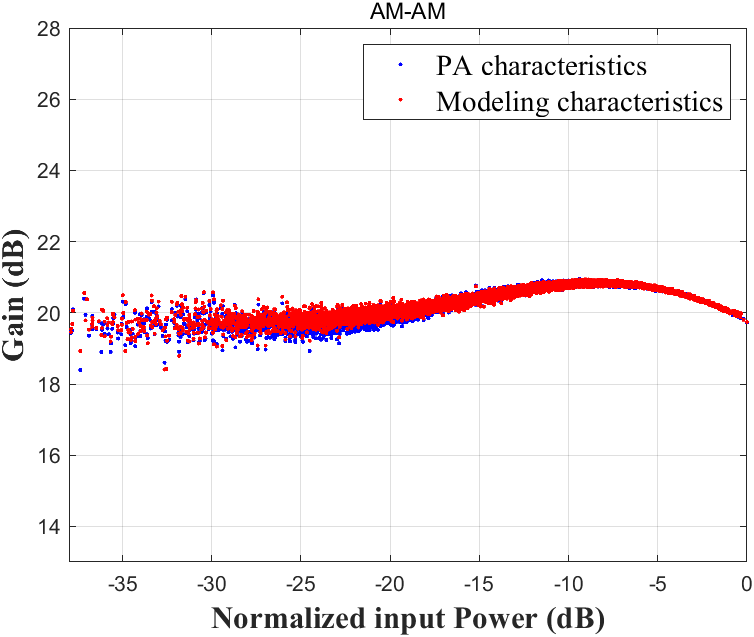 AM-AM
28
26
24
22
20
18
16
14
PA characteristics
Modeling characteristics
Gain (dB)
-35 -30 -25 -20 -15 -10 -5 0
Normalized input Power (dB)